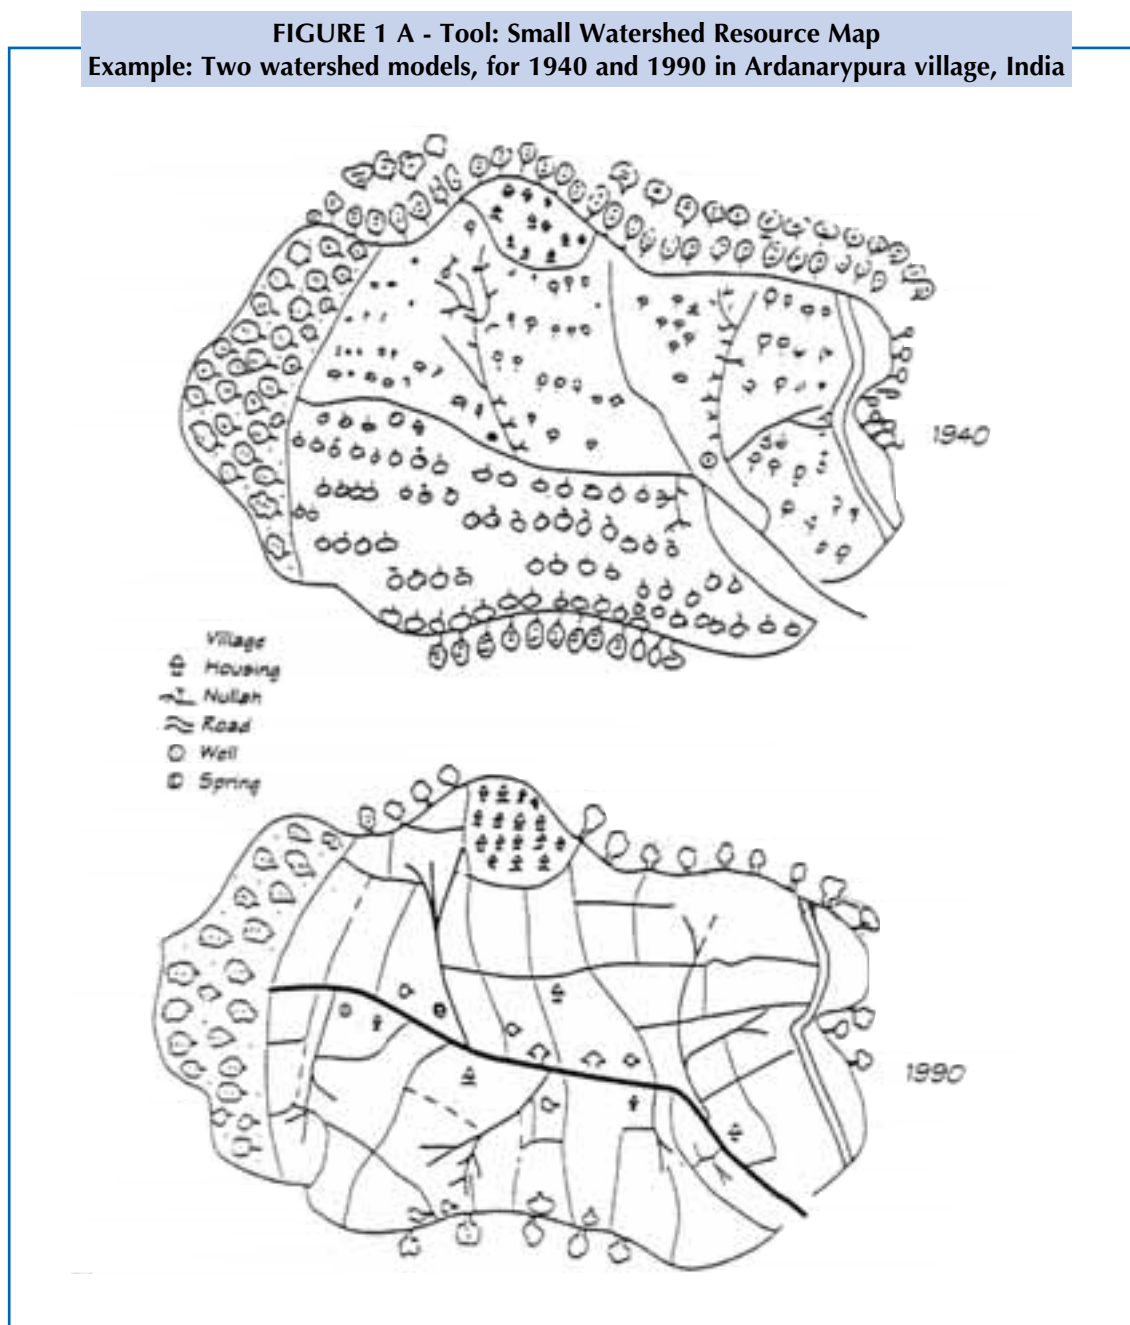 FIGURE 1 A - Tool: Small Watershed Resource Map
Example: Two watershed models, for 1940 and 1990 in Ardanarypura village, India
1940
Village
Housing
Nullah
Road
Well
Spring
1990